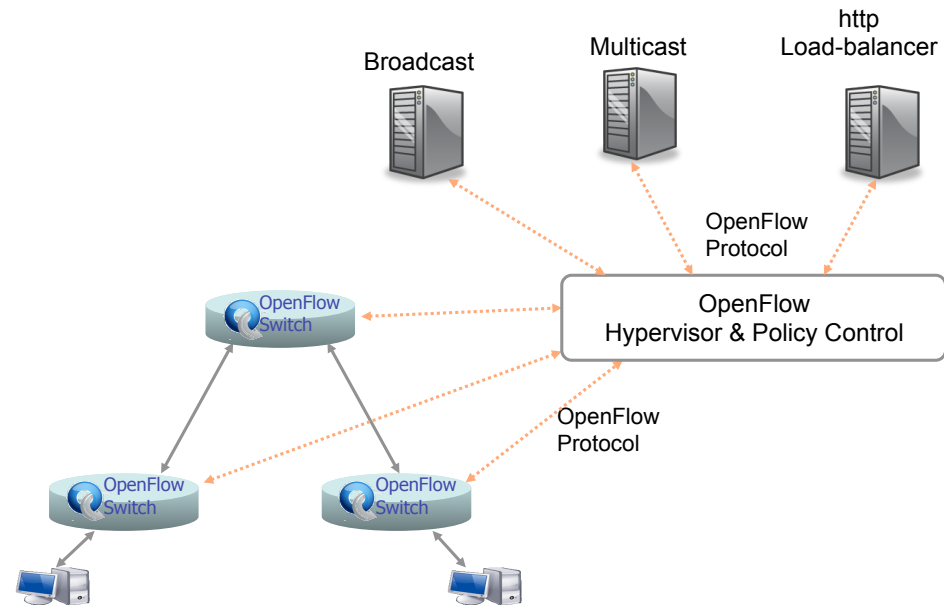 http
Load-balancer
Multicast
Broadcast
OpenFlow
Protocol
OpenFlow
Switch
OpenFlow
Hypervisor & Policy Control
OpenFlow
Protocol
OpenFlow
Switch
OpenFlow
Switch